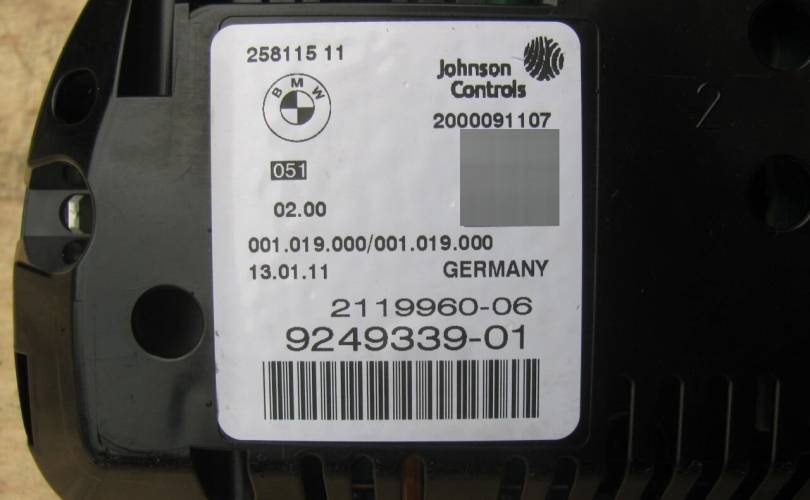 258115 11
Johnson
Controls
BMW
2000091107
051
02.00
001.019.000/001.019.000
13.01.11 GERMANY
2119960-06
9249339-01
2